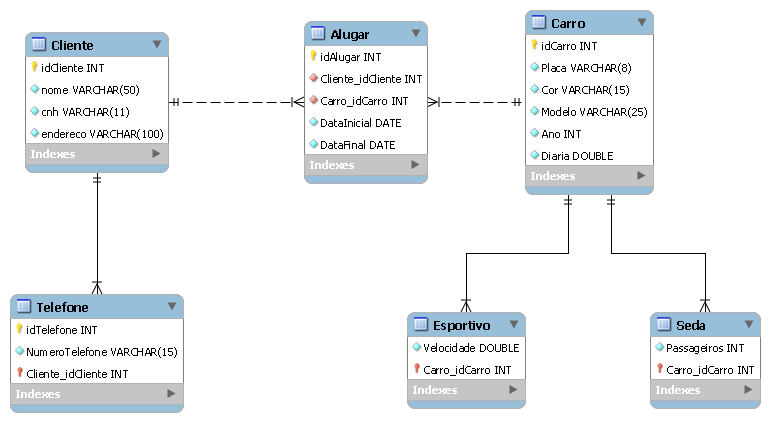 Cliente
idCliente INT
nome VARCHAR(50)
cnh VARCHAR(11)
endereco VARCHAR(100)
Indexes
Alugar
idAlugar INT
Cliente_idCliente INT
Carro_idCarro INT
DataInicial DATE
DataFinal DATE
Indexes
Carro
idCarro INT
Placa VARCHAR(8)
Cor VARCHAR(15)
Modelo VARCHAR(25)
Ano INT
Diaria DOUBLE
Indexes
Telefone
idTelefone INT
NumeroTelefone VARCHAR(15)
Cliente_idCliente INT
Indexes
Esportivo
Velocidade DOUBLE
Carro_idCarro INT
Indexes
Seda
Passageiros INT
Carro_idCarro INT
Indexes